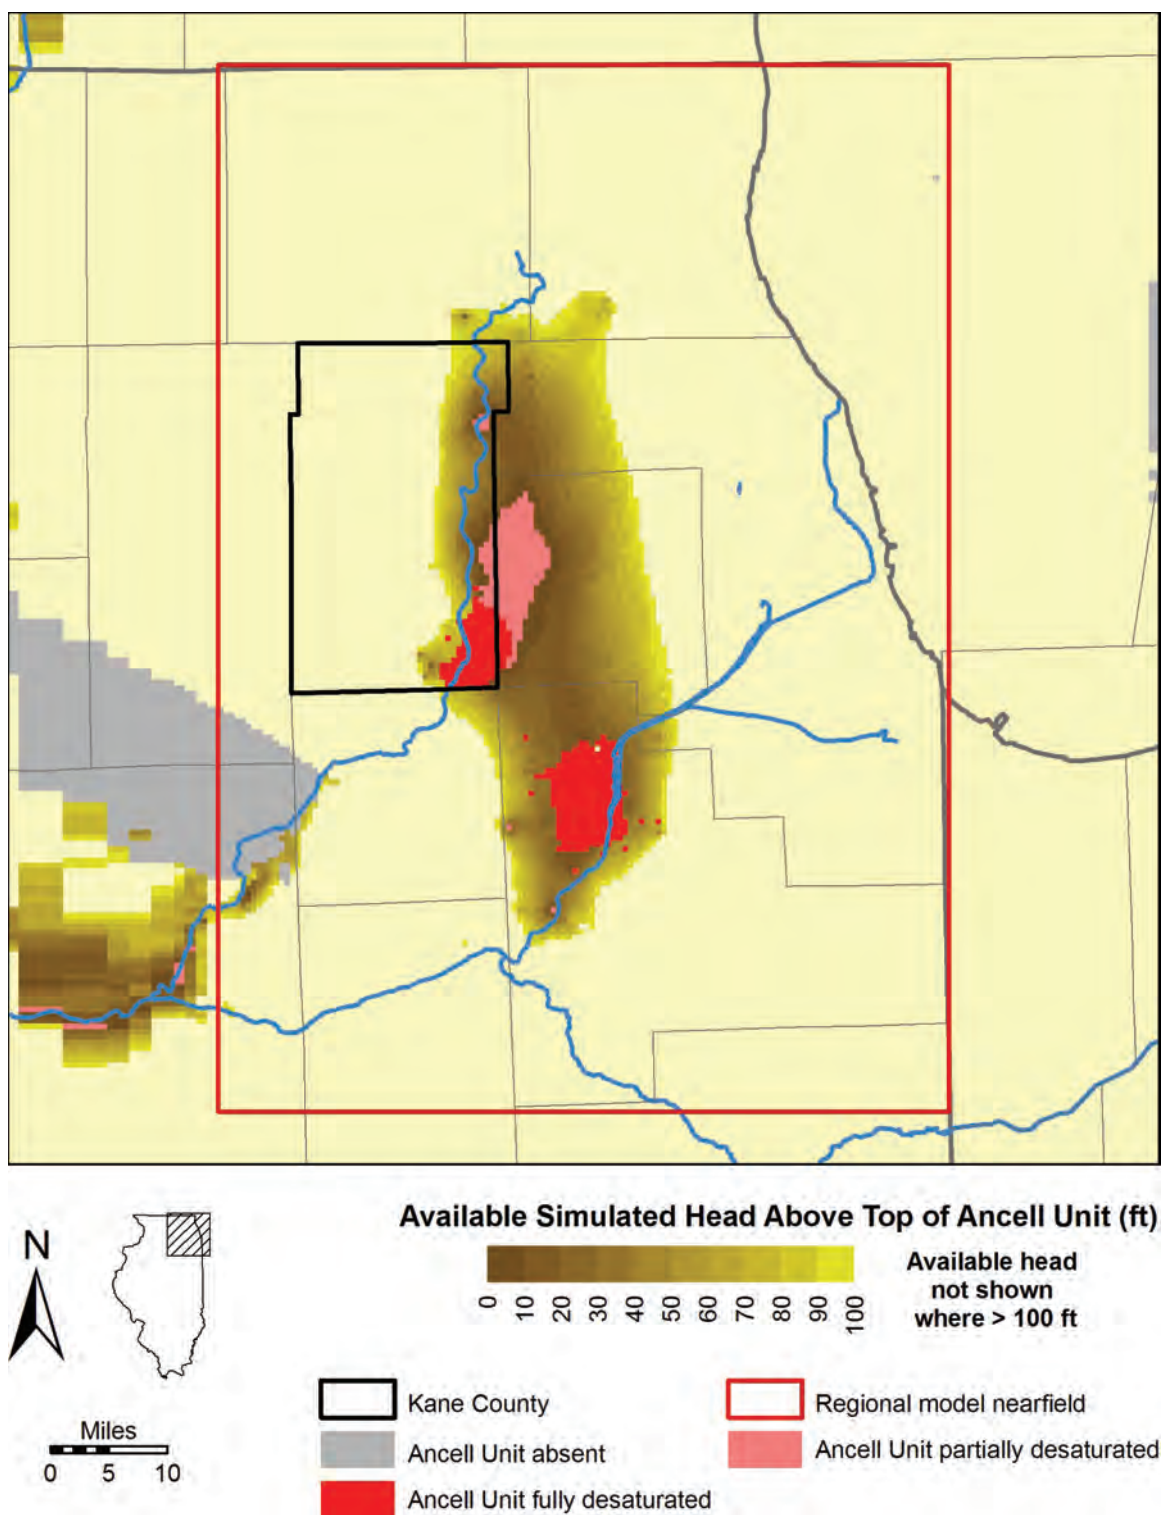 Available Simulated Head Above Top of Ancell Unit (ft)
0 10 20 30 40 50 60 70 80 90 100
Available head
not shown
where > 100 ft
N
Miles
0 5 10
Kane County
Regional model nearfield
Ancell Unit absent
Ancell Unit partially desaturated
Ancell Unit fully desaturated